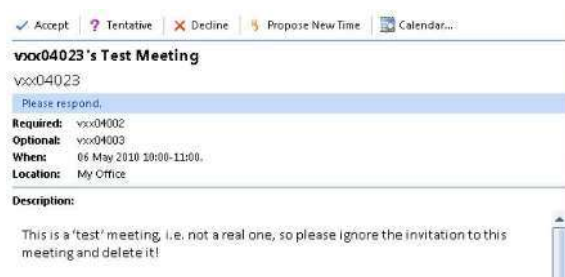 Accept ? Tentative Decline Propose New Time Calendar...
vxx04023's Test Meeting
vxx04023
Please respond.
Required: vxx04002
Optional: vxx04003
When: 06 May 2010 10:00-11:00.
Location: My Office
Description:
This is a 'test' meeting, i.e. not a real one, so please ignore the invitation to this
meeting and delete it!